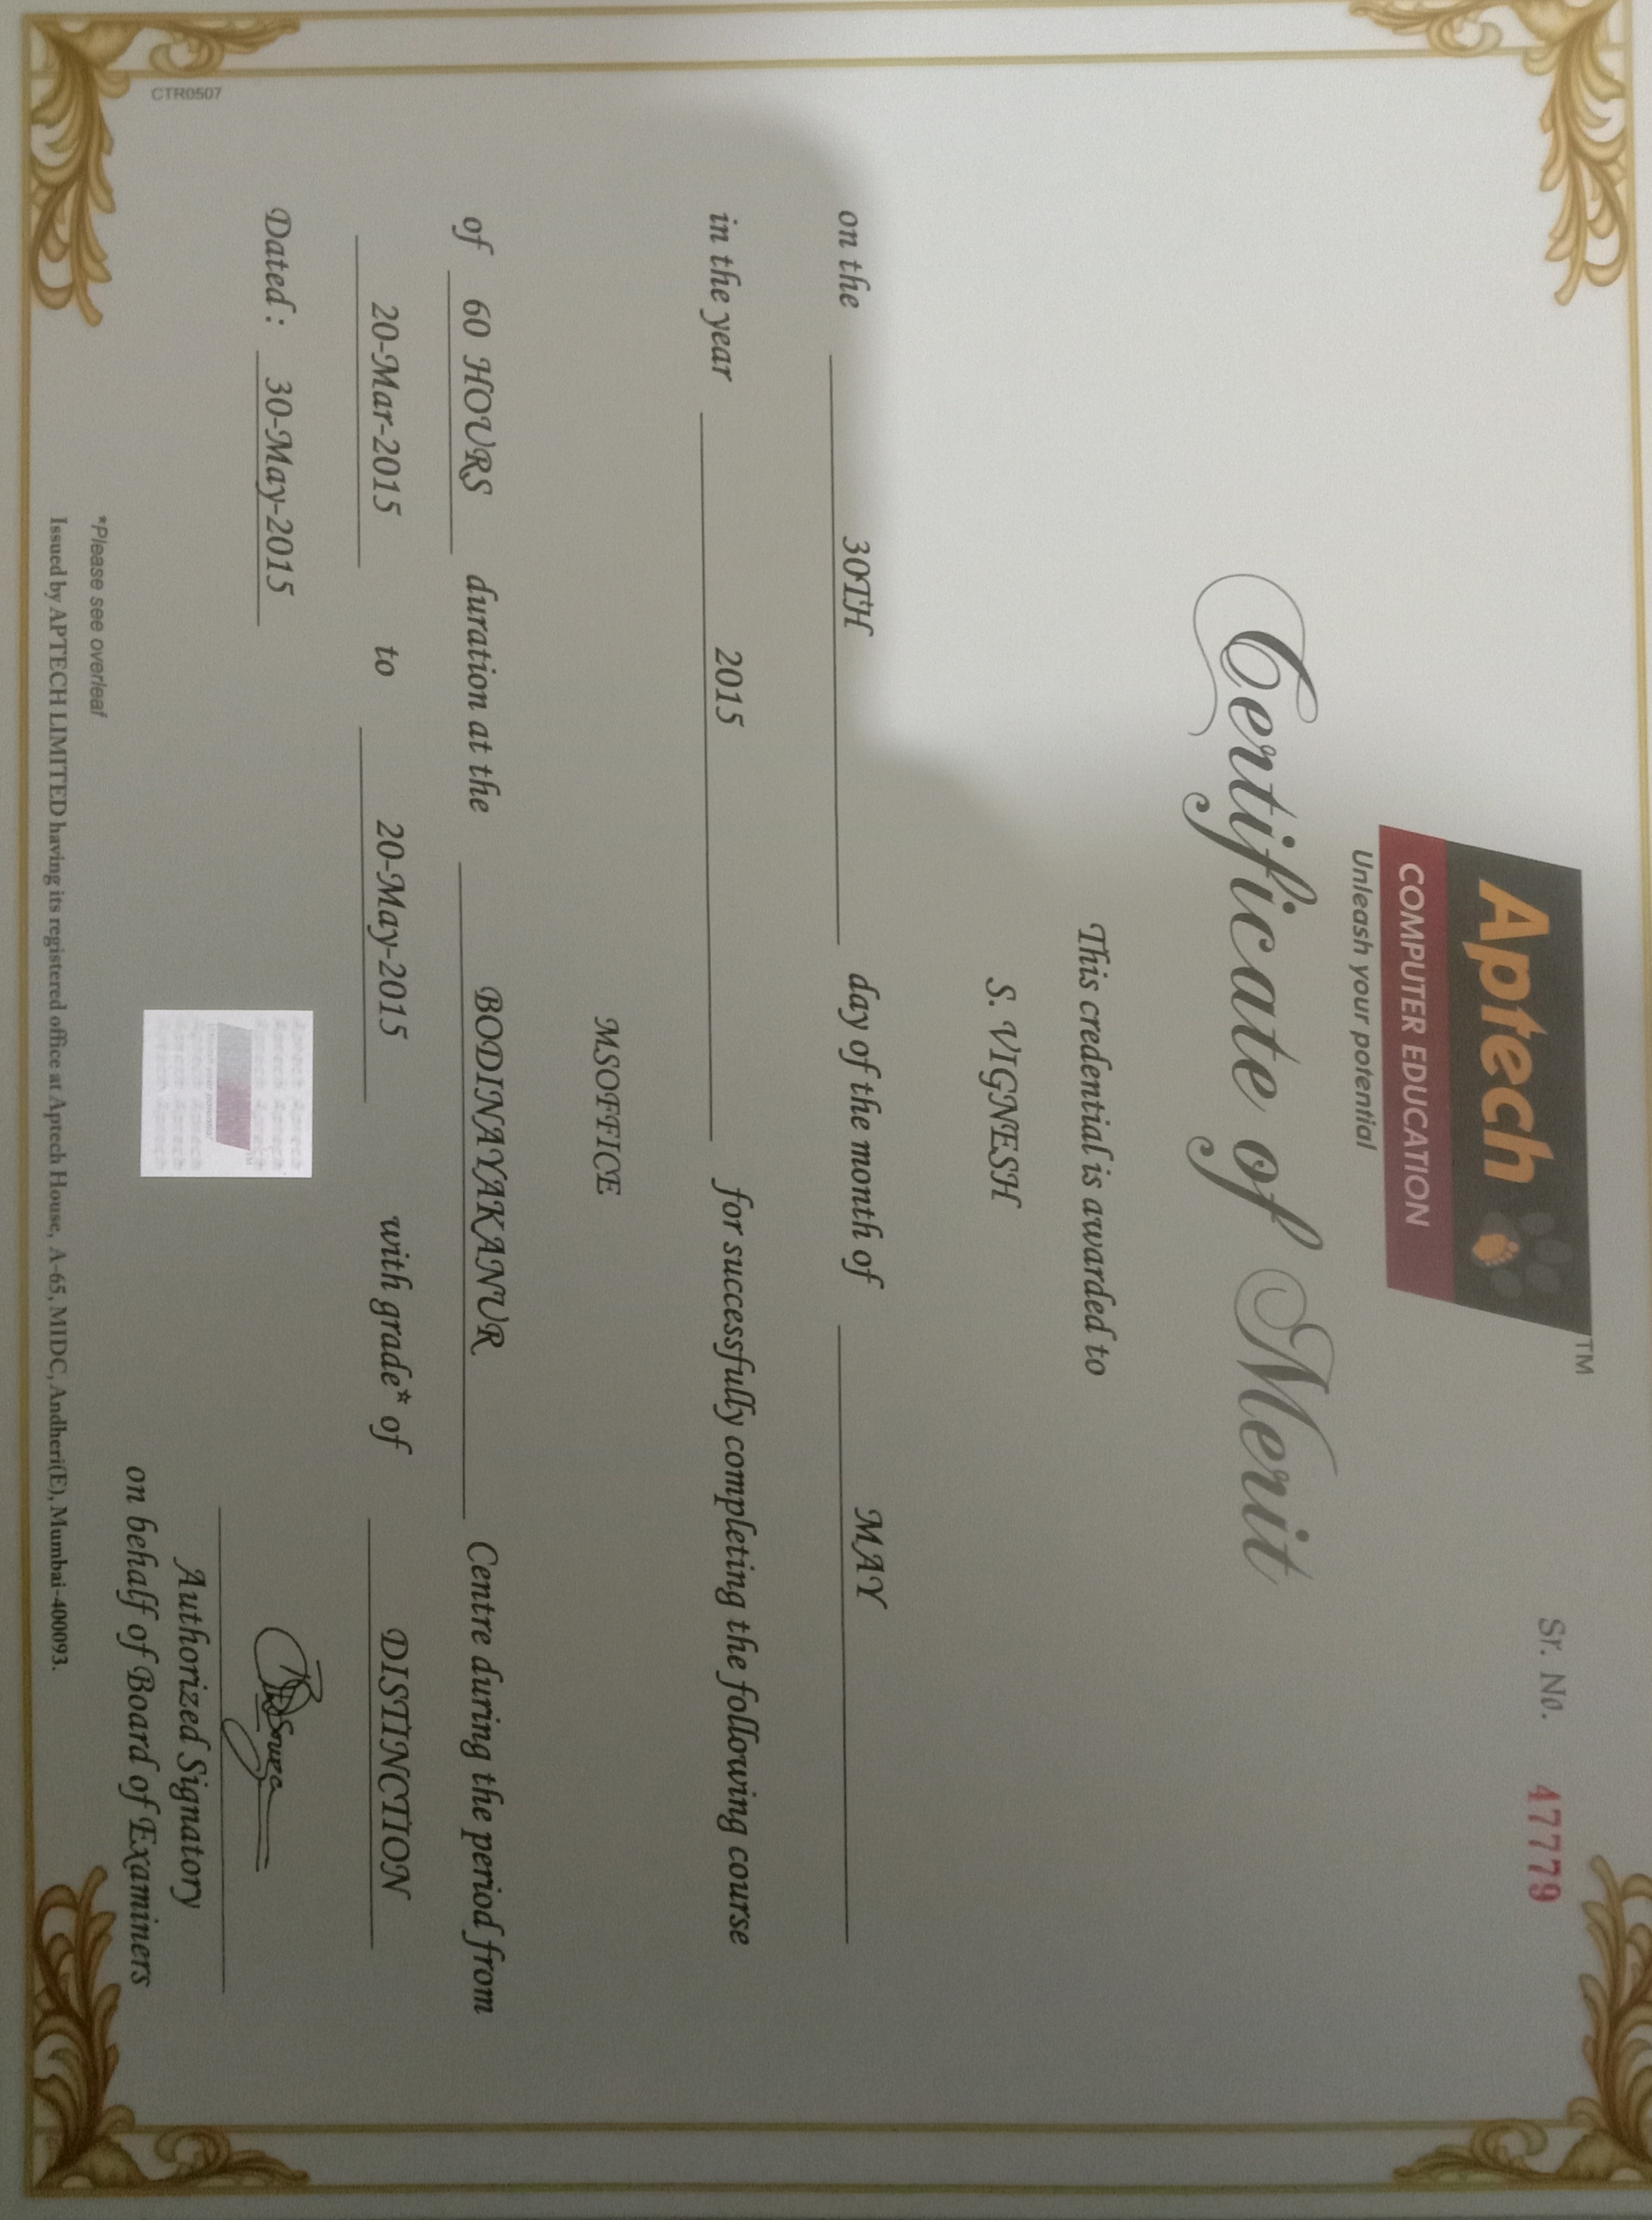 Aptech TM
COMPUTER EDUCATION
Unleash your potential
Sr. No. 47779
Certificate of Merit
This credential is awarded to
S. VIGNESH
on the 30TH day of the month of MAY
in the year 2015 for successfully completing the following course
MSOFFICE
of 60 HOURS duration at the BODINAYAKANUR Centre during the period from
20-Mar-2015 to 20-May-2015 with grade* of DISTINCTION
Dated : 30-May-2015
Aptech Aptech
Aptech Aptech
Aptech Aptech
TM
Unleash your potential
Aptech Aptech
Aptech Aptech
Aptech Aptech
DSouza
Authorized Signatory
on behalf of Board of Examiners
CTR0507
*Please see overleaf
Issued by APTECH LIMITED having its registered office at Aptech House, A-65, MIDC, Andheri(E), Mumbai-400093.